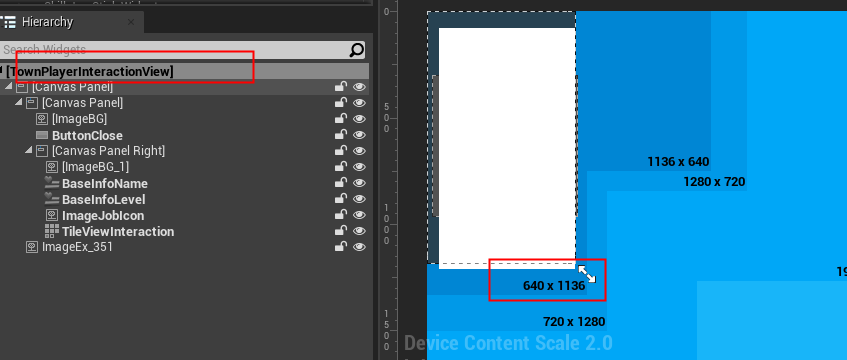 Hierarchy
Search Widgets
[TownPlayerInteractionView]
[Canvas Panel]
[Canvas Panel]
[ImageBG]
ButtonClose
[Canvas Panel Right]
[ImageBG_1]
BaseInfoName
BaseInfoLevel
ImageJobIcon
TileViewInteraction
ImageEx_351
0
500
1000
1500
1136 x 640
1280 x 720
19
640 x 1136
720 x 1280
Device Content Scale 2.0